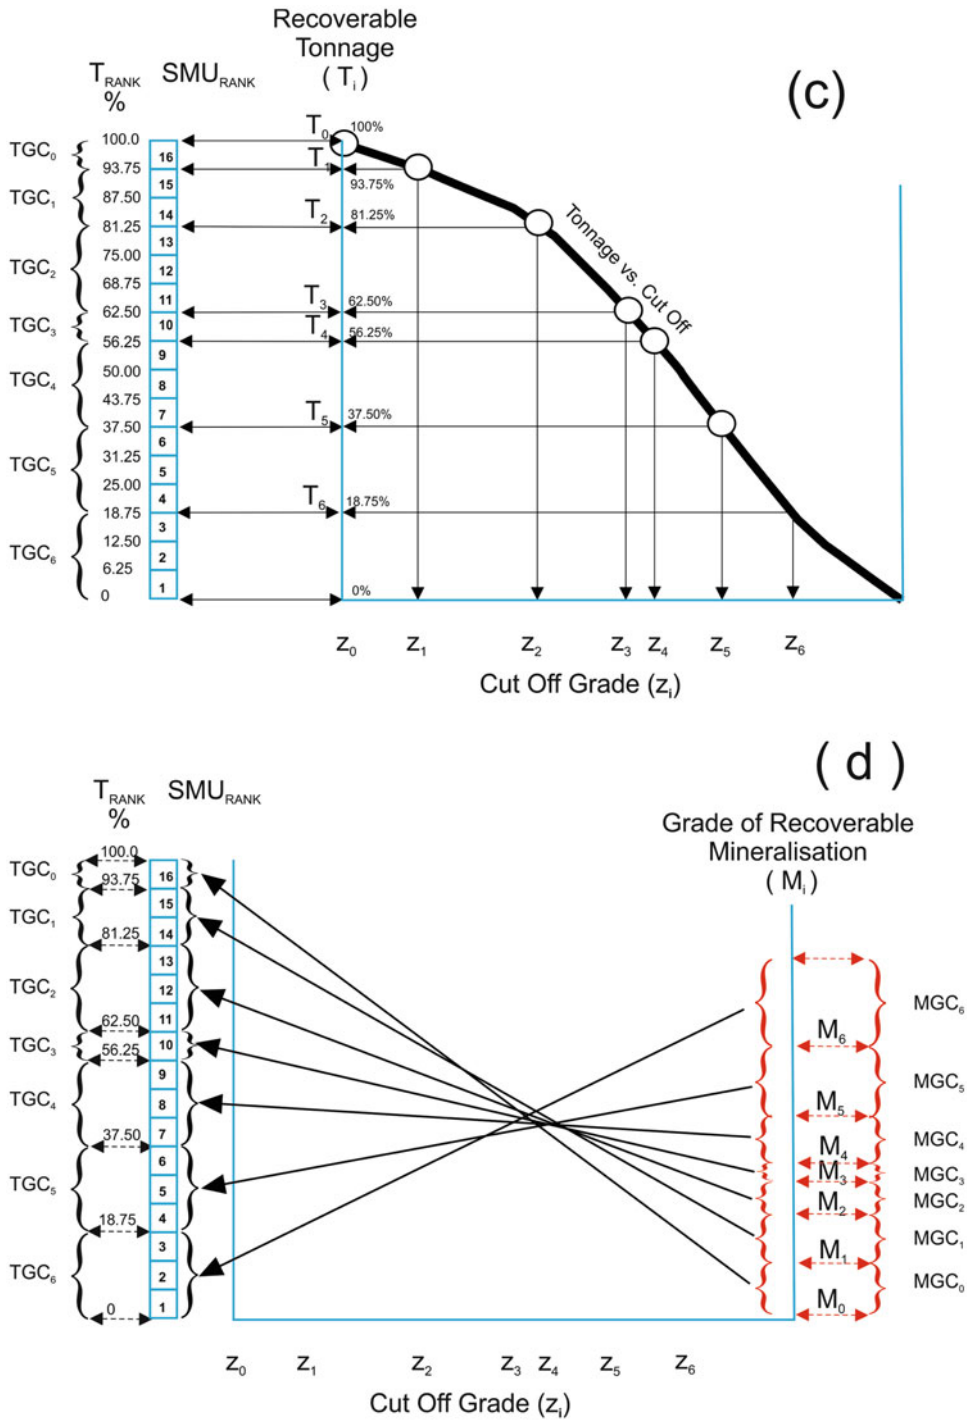 Recoverable
Tonnage
( Tᵢ )
T_RANK
%
SMU_RANK
(c)
TGC₀
TGC₁
TGC₂
TGC₃
TGC₄
TGC₅
TGC₆
100.0
93.75
87.50
81.25
75.00
68.75
62.50
56.25
50.00
43.75
37.50
31.25
25.00
18.75
12.50
6.25
0
16
15
14
13
12
11
10
9
8
7
6
5
4
3
2
1
T₀ 100%
T₁ 93.75%
T₂ 81.25%
T₃ 62.50%
T₄ 56.25%
T₅ 37.50%
T₆ 18.75%
0%
Tonnage vs. Cut Off
z₀ z₁ z₂ z₃ z₄ z₅ z₆
Cut Off Grade (zᵢ)
( d )
T_RANK
%
SMU_RANK
Grade of Recoverable
Mineralisation
( Mᵢ )
TGC₀
TGC₁
TGC₂
TGC₃
TGC₄
TGC₅
TGC₆
100.0
93.75
81.25
62.50
56.25
37.50
18.75
0
16
15
14
13
12
11
10
9
8
7
6
5
4
3
2
1
M₆
M₅
M₄
M₃
M₂
M₁
M₀
MGC₆
MGC₅
MGC₄
MGC₃
MGC₂
MGC₁
MGC₀
z₀ z₁ z₂ z₃ z₄ z₅ z₆
Cut Off Grade (zᵢ)